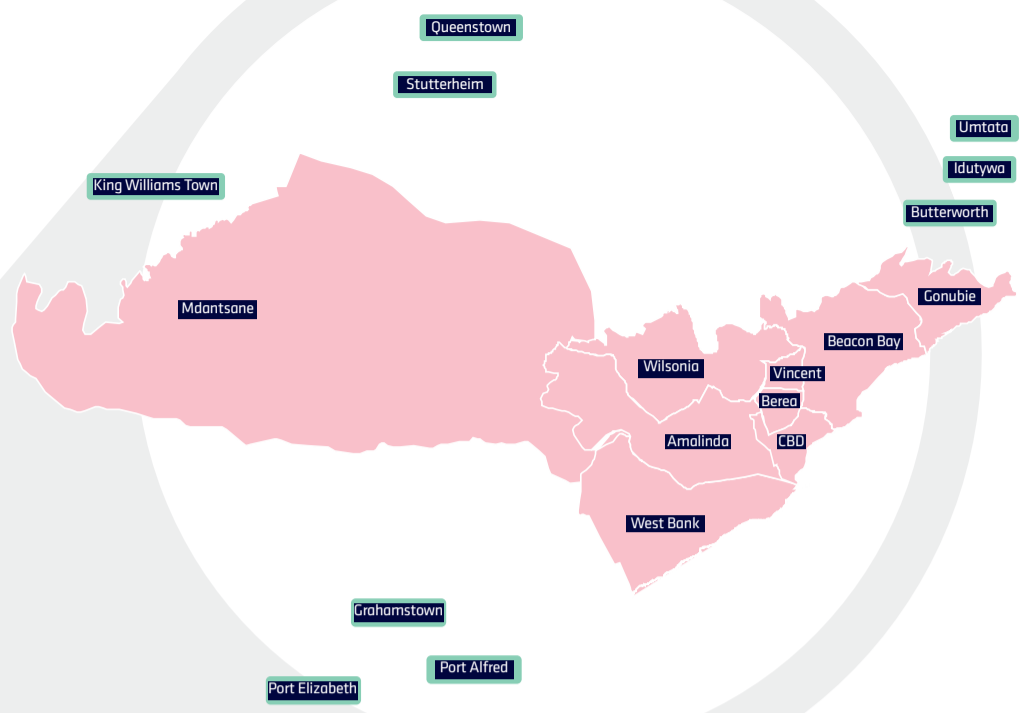 Queenstown
Stutterheim
Umtata
Idutywa
King Williams Town
Butterworth
Gonubie
Mdantsane
Beacon Bay
Wilsonia
Vincent
Berea
Amalinda
CBD
West Bank
Grahamstown
Port Alfred
Port Elizabeth